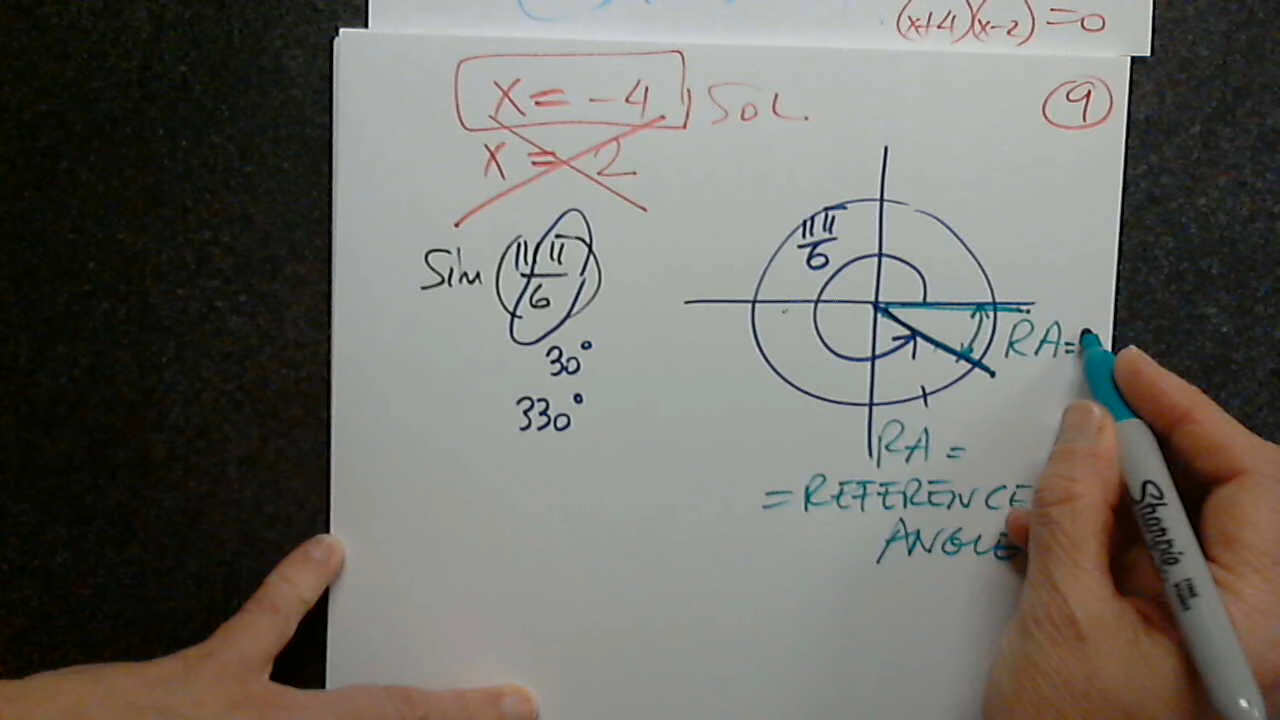 (x+4)(x-2) = 0
x = -4 SOL
9
x = 2
Sin (11π/6)
30°
330°
11π/6
RA=
RA =
= REFERENCE
ANGLE
Sharpie